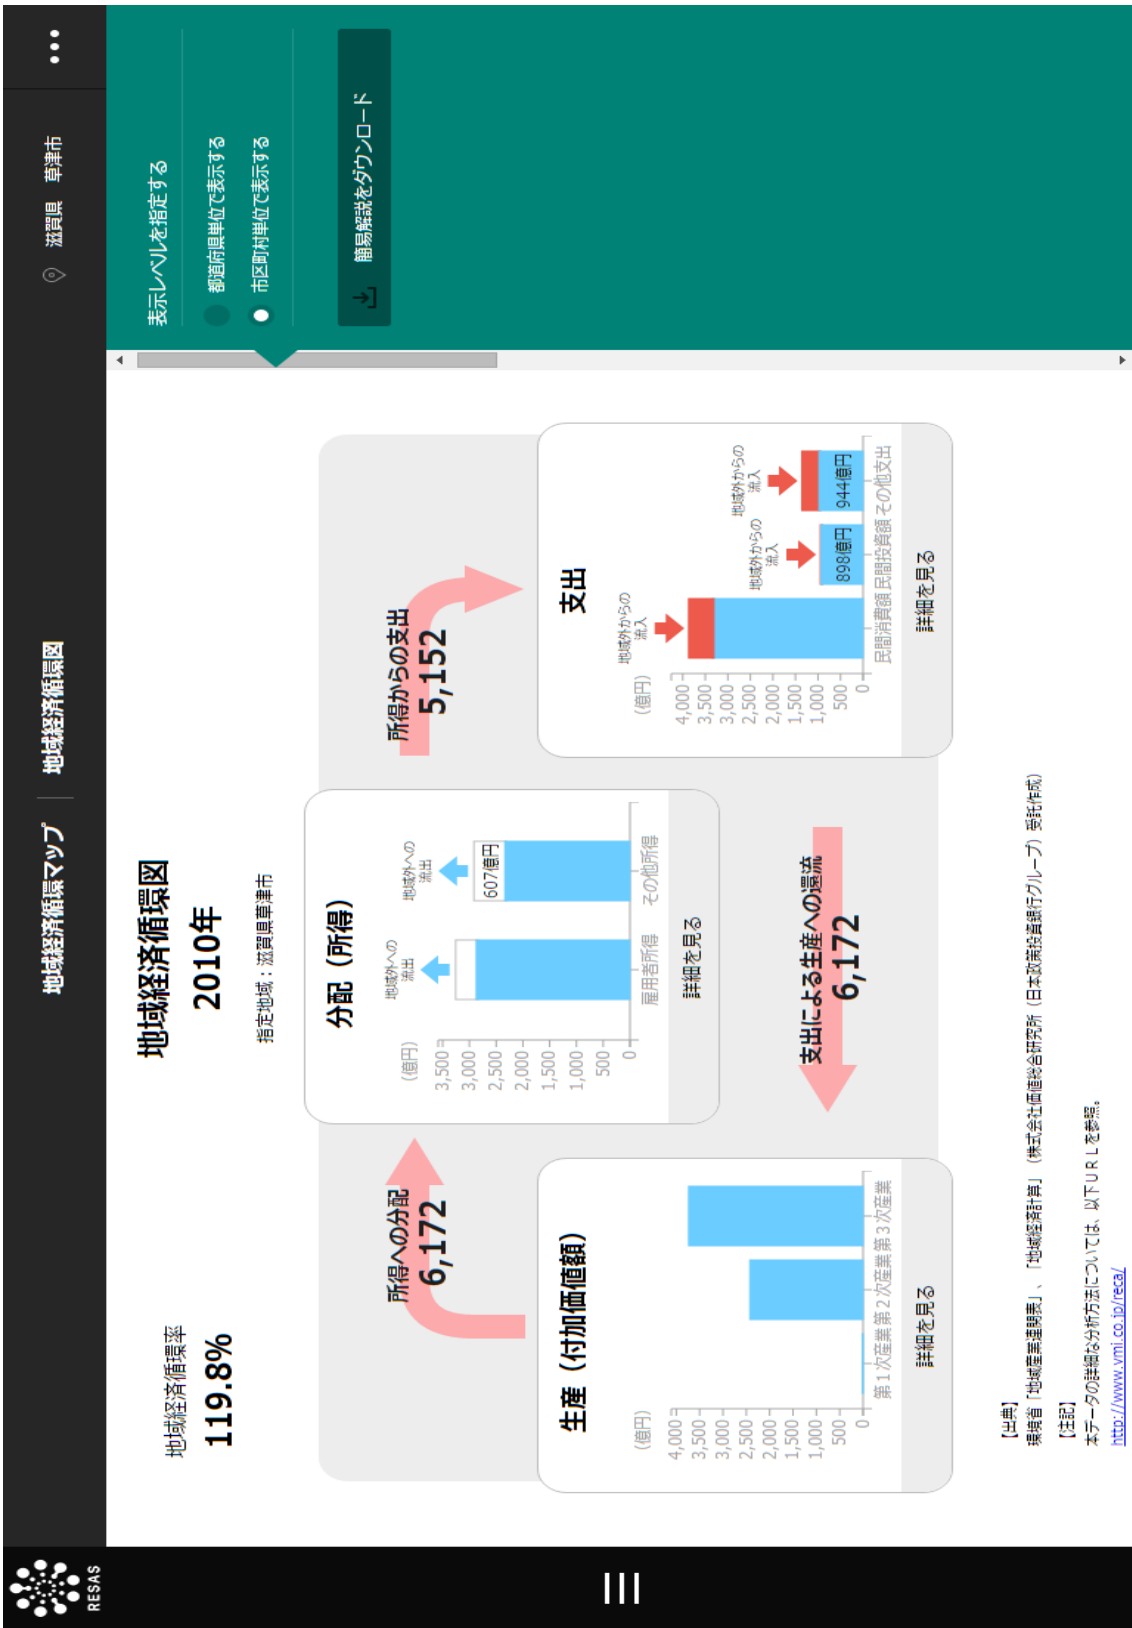 RESAS
地域経済循環マップ
地域経済循環図
滋賀県 草津市
地域経済循環図
2010年
指定地域：滋賀県草津市
地域経済循環率
119.8%
所得への分配
6,172
所得からの支出
5,152
支出による生産への還流
6,172
生産（付加価値額）
(億円)
4,000
3,500
3,000
2,500
2,000
1,500
1,000
500
0
第１次産業
第２次産業
第３次産業
詳細を見る
分配（所得）
(億円)
3,500
3,000
2,500
2,000
1,500
1,000
500
0
地域外への
流出
地域外への
流出
607億円
雇用者所得
その他所得
詳細を見る
支出
(億円)
4,000
3,500
3,000
2,500
2,000
1,500
1,000
500
0
地域外からの
流入
地域外からの
流入
地域外からの
流入
898億円
944億円
民間消費額
民間投資額
その他支出
詳細を見る
【出典】
環境省「地域産業連関表」、「地域経済計算」（株式会社価値総合研究所（日本政策投資銀行グループ）受託作成）
【注記】
本データの詳細な分析方法については、以下ＵＲＬを参照。
http://www.vmi.co.jp/reca/
表示レベルを指定する
都道府県単位で表示する
市区町村単位で表示する
簡易解説をダウンロード